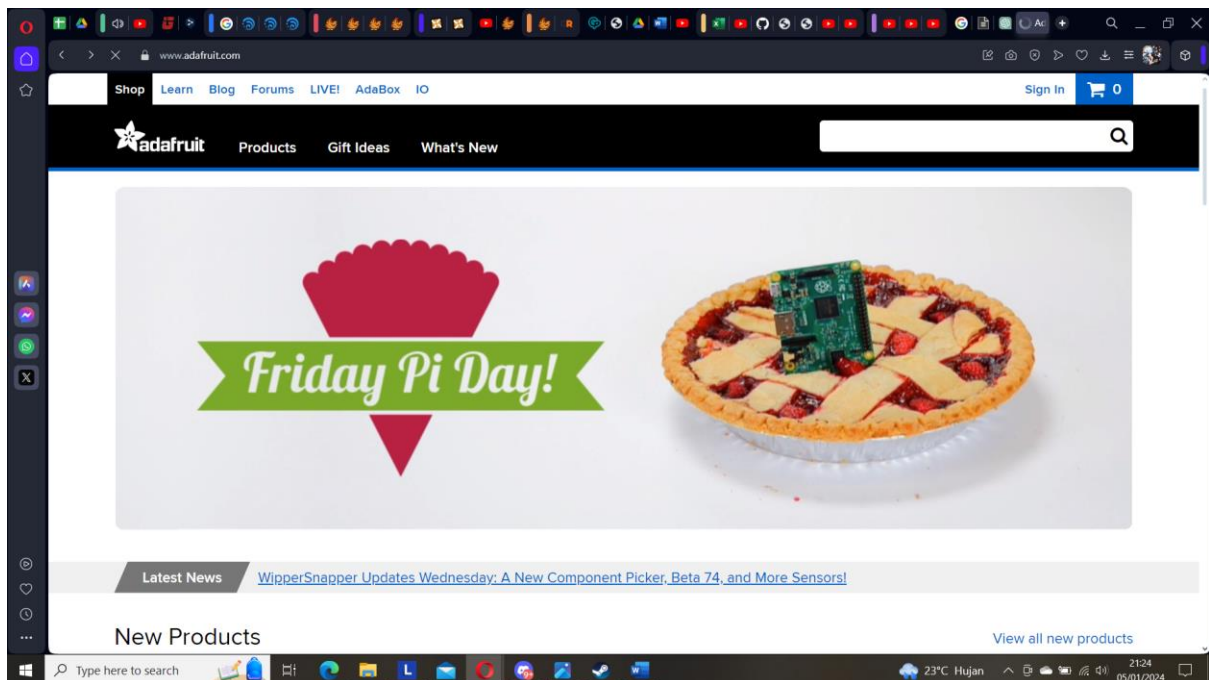 Ac
www.adafruit.com
Shop Learn Blog Forums LIVE! AdaBox IO Sign In 0
adafruit Products Gift Ideas What's New
Friday Pi Day!
Latest News WipperSnapper Updates Wednesday: A New Component Picker, Beta 74, and More Sensors!
New Products View all new products
Type here to search L 23°C Hujan 21:24
05/01/2024